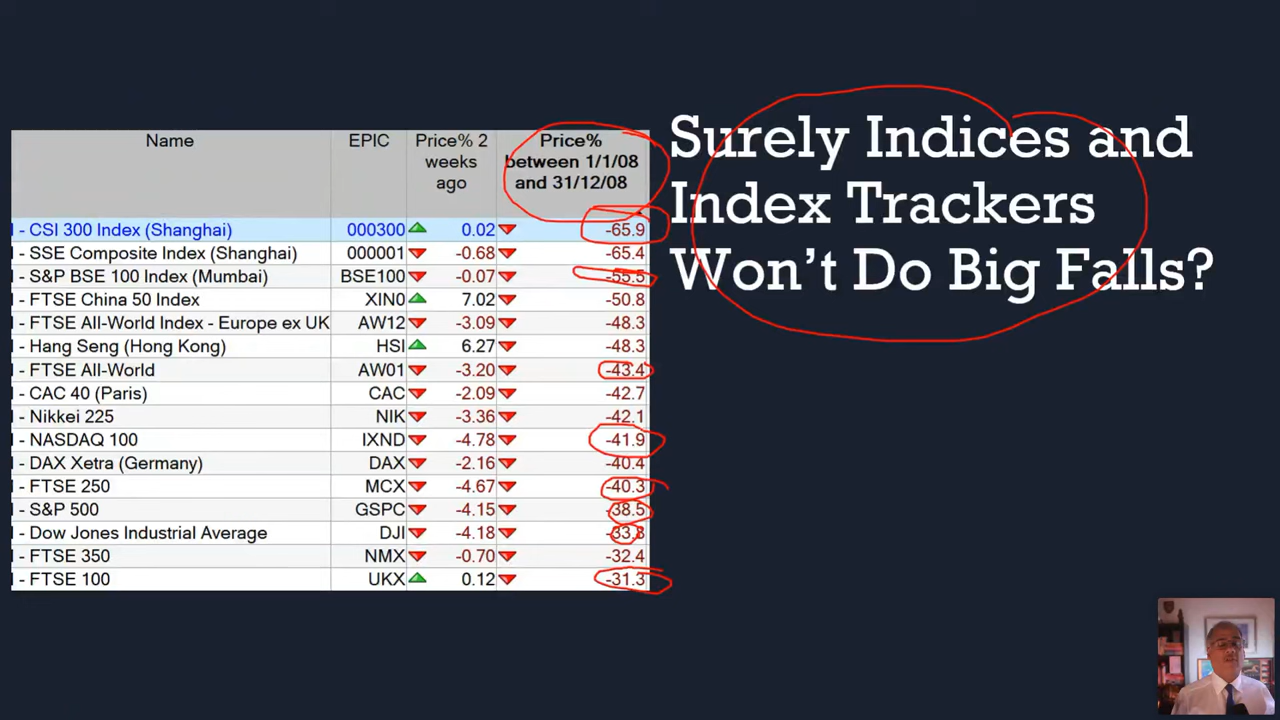 Name EPIC Price% 2 weeks ago Price% between 1/1/08 and 31/12/08
- CSI 300 Index (Shanghai) 000300 0.02 -65.9
- SSE Composite Index (Shanghai) 000001 -0.68 -65.4
- S&P BSE 100 Index (Mumbai) BSE100 -0.07 -55.5
- FTSE China 50 Index XIN0 7.02 -50.8
- FTSE All-World Index - Europe ex UK AW12 -3.09 -48.3
- Hang Seng (Hong Kong) HSI 6.27 -48.3
- FTSE All-World AW01 -3.20 -43.4
- CAC 40 (Paris) CAC -2.09 -42.7
- Nikkei 225 NIK -3.36 -42.1
- NASDAQ 100 IXND -4.78 -41.9
- DAX Xetra (Germany) DAX -2.16 -40.4
- FTSE 250 MCX -4.67 -40.3
- S&P 500 GSPC -4.15 -38.5
- Dow Jones Industrial Average DJI -4.18 -33.8
- FTSE 350 NMX -0.70 -32.4
- FTSE 100 UKX 0.12 -31.3
Surely Indices and
Index Trackers
Won't Do Big Falls?